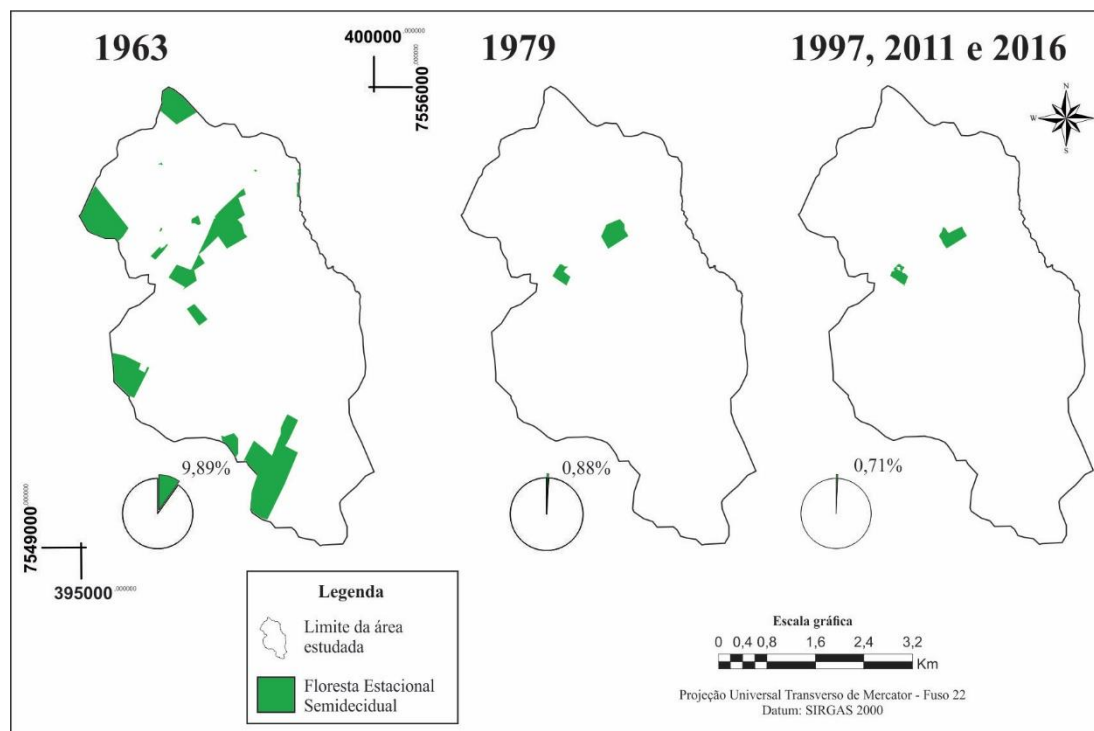 1963
400000,000000
7556000,000000
1979
1997, 2011 e 2016
N
W
S
9,89%
0,88%
0,71%
7549000,000000
395000,000000
Legenda
Limite da área
estudada
Floresta Estacional
Semidecidual
Escala gráfica
0 0,4 0,8 1,6 2,4 3,2
Km
Projeção Universal Transverso de Mercator - Fuso 22
Datum: SIRGAS 2000